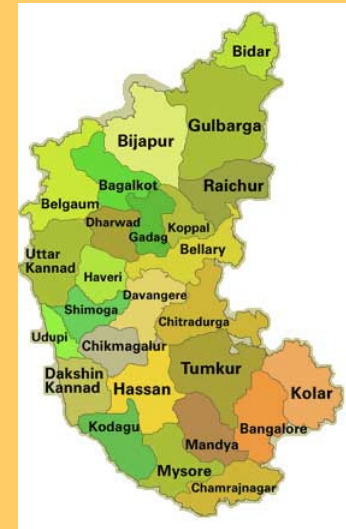 Bidar
Gulbarga
Bijapur
Raichur
Bagalkot
Belgaum
Dharwad
Gadag
Koppal
Bellary
Uttar
Kannad
Haveri
Davangere
Shimoga
Chitradurga
Udupi
Chikmagalur
Tumkur
Dakshin
Kannad
Hassan
Kolar
Kodagu
Bangalore
Mandya
Mysore
Chamrajnagar